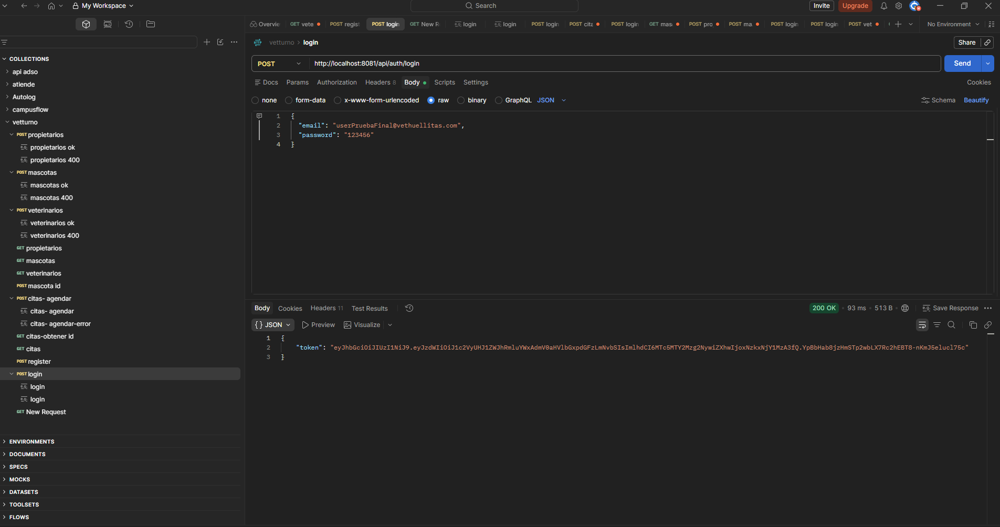 My Workspace
Search
Invite
Upgrade
Overvie
GET vete
POST regist
POST login
GET New R
e.g. login
e.g. login
POST login
POST cita
POST login
GET mas
POST pro
POST ma
POST login
POST login
POST vet
No Environment
HTTP vetturno > login
Share
POST
http://localhost:8081/api/auth/login
Send
Docs
Params
Authorization
Headers 8
Body
Scripts
Settings
Cookies
none
form-data
x-www-form-urlencoded
raw
binary
GraphQL
JSON
Schema
Beautify
1 {
2 "email": "userPruebaFinal@vethuellitas.com",
3 "password": "123456"
4 }
COLLECTIONS
api adso
atiende
Autolog
campusflow
vetturno
POST propietarios
e.g. propietarios ok
e.g. propietarios 400
POST mascotas
e.g. mascotas ok
e.g. mascotas 400
POST veterinarios
e.g. veterinarios ok
e.g. veterinarios 400
GET propietarios
GET mascotas
GET veterinarios
POST mascota id
POST citas- agendar
e.g. citas- agendar
e.g. citas- agendar-error
GET citas-obtener id
GET citas
POST register
POST login
e.g. login
e.g. login
GET New Request
ENVIRONMENTS
DOCUMENTS
SPECS
MOCKS
DATASETS
TOOLSETS
FLOWS
Body
Cookies
Headers 11
Test Results
200 OK
93 ms
513 B
e.g. Save Response
{} JSON
Preview
Visualize
1 {
2 "token": "eyJhbGciOiJIUzI1NiJ9.eyJzdWIiOiJ1c2VyUHJ1ZWJhRmluYWxAdmV0aHVlbGxpdGFzLmNvbSIsImlhdCI6MTc5MTY2Mzg2NywiZXhwIjoxNzkxNjY1MzA3fQ.YpBbHab8jzHmSTp2wbLX7Rc2hEBT8-nKmJ5elucl75c"
3 }